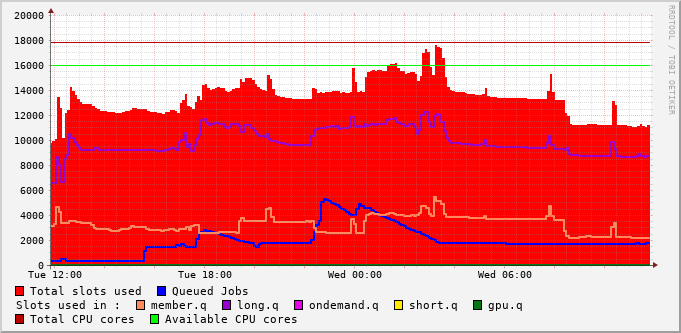 20000
18000
16000
14000
12000
10000
8000
6000
4000
2000
0
Tue 12:00 Tue 18:00 Wed 00:00 Wed 06:00
Total slots used Queued Jobs
Slots used in : member.q long.q ondemand.q short.q gpu.q
Total CPU cores Available CPU cores
RRDTOOL / TOBI OETIKER